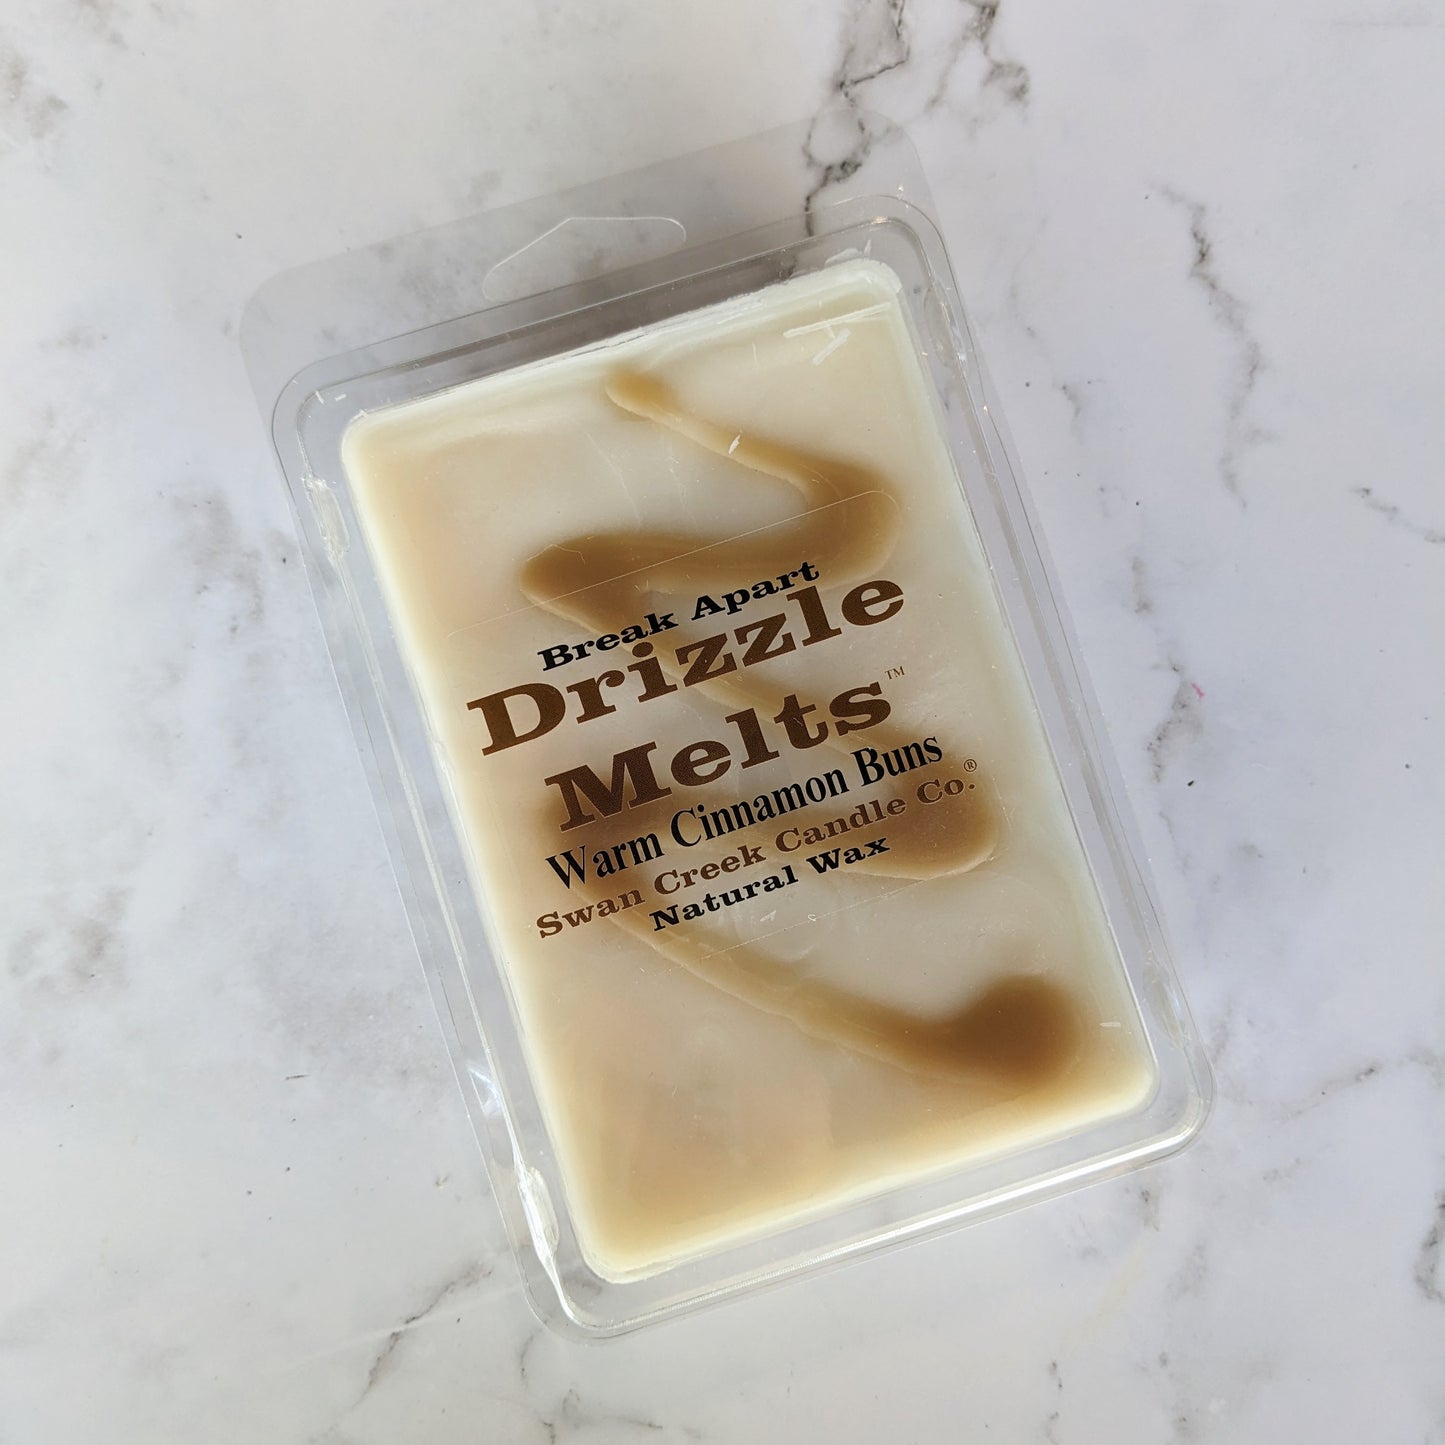 Break Apart
Drizzle
Melts™
Warm Cinnamon Buns
Swan Creek Candle Co.®
Natural Wax